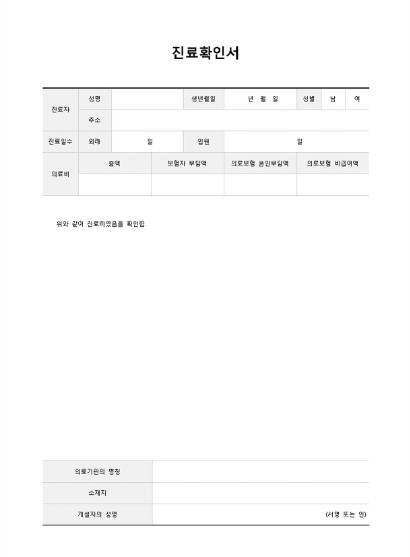 진료확인서
진료자 성명 생년월일 년 월 일 성별 남 여
주소
진료일수 외래 일 입원 일
의료비 총액 보험자 부담액 의료보험 본인부담액 의료보험 비급여액
위와 같이 진료하였음을 확인함.
의료기관의 명칭
소재지
개설자의 성명 (서명 또는 인)